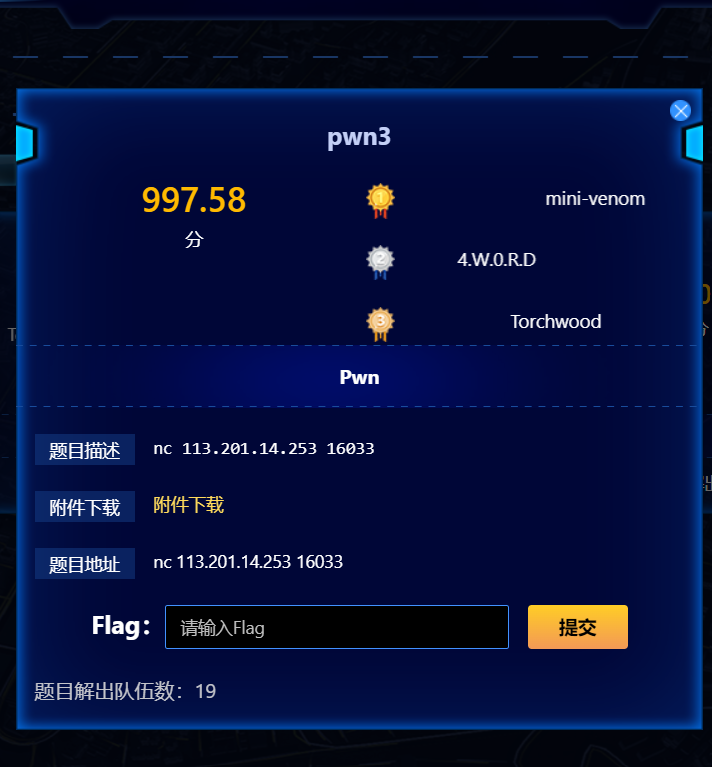 pwn3
997.58
分
1
mini-venom
2
4.W.0.R.D
3
Torchwood
Pwn
题目描述 nc 113.201.14.253 16033
附件下载 附件下载
题目地址 nc 113.201.14.253 16033
Flag: 请输入Flag 提交
题目解出队伍数：19